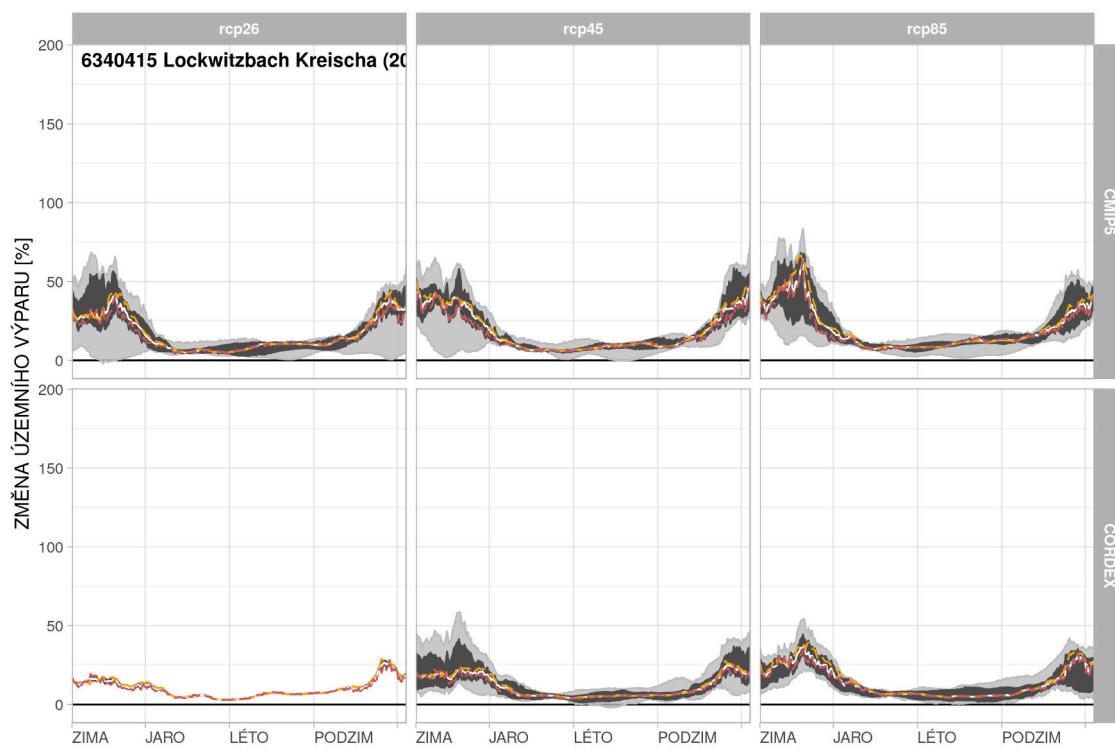 rcp26 rcp45 rcp85
6340415 Lockwitzbach Kreischa (20
ZMĚNA ÚZEMNÍHO VÝPARU [%]
200
150
100
50
0
CMIP5
200
150
100
50
0
CORDEX
ZIMA JARO LÉTO PODZIM ZIMA JARO LÉTO PODZIM ZIMA JARO LÉTO PODZIM